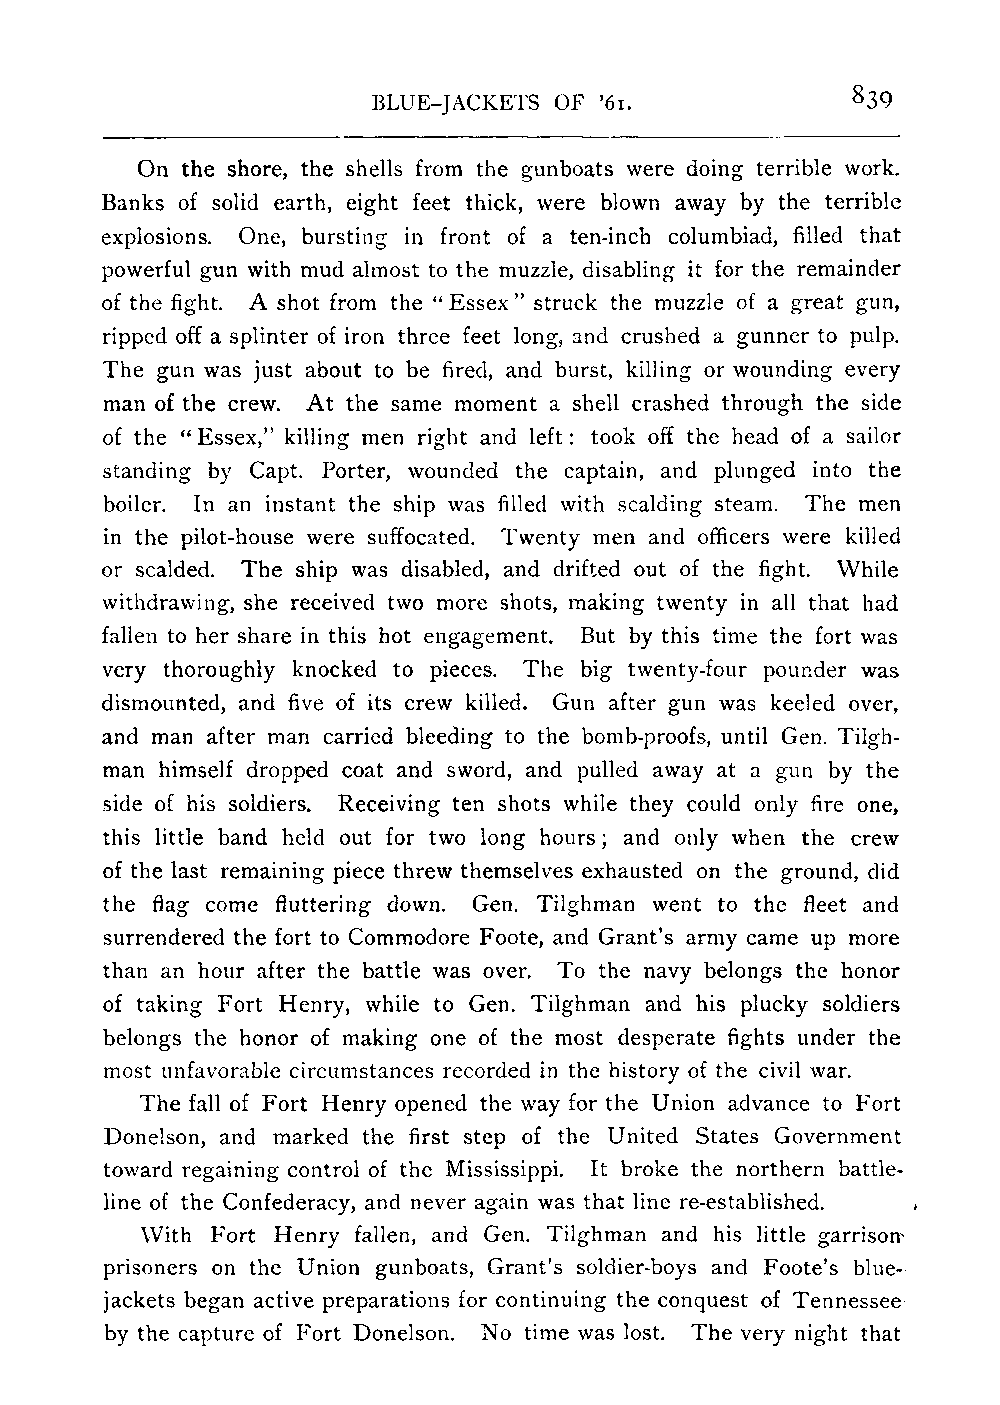 BLUE-JACKETS OF '61. 839
On the shore, the shells from the gunboats were doing terrible work.
Banks of solid earth, eight feet thick, were blown away by the terrible
explosions. One, bursting in front of a ten-inch columbiad, filled that
powerful gun with mud almost to the muzzle, disabling it for the remainder
of the fight. A shot from the “Essex” struck the muzzle of a great gun,
ripped off a splinter of iron three feet long, and crushed a gunner to pulp.
The gun was just about to be fired, and burst, killing or wounding every
man of the crew. At the same moment a shell crashed through the side
of the “Essex,” killing men right and left: took off the head of a sailor
standing by Capt. Porter, wounded the captain, and plunged into the
boiler. In an instant the ship was filled with scalding steam. The men
in the pilot-house were suffocated. Twenty men and officers were killed
or scalded. The ship was disabled, and drifted out of the fight. While
withdrawing, she received two more shots, making twenty in all that had
fallen to her share in this hot engagement. But by this time the fort was
very thoroughly knocked to pieces. The big twenty-four pounder was
dismounted, and five of its crew killed. Gun after gun was keeled over,
and man after man carried bleeding to the bomb-proofs, until Gen. Tilgh-
man himself dropped coat and sword, and pulled away at a gun by the
side of his soldiers. Receiving ten shots while they could only fire one,
this little band held out for two long hours; and only when the crew
of the last remaining piece threw themselves exhausted on the ground, did
the flag come fluttering down. Gen. Tilghman went to the fleet and
surrendered the fort to Commodore Foote, and Grant's army came up more
than an hour after the battle was over. To the navy belongs the honor
of taking Fort Henry, while to Gen. Tilghman and his plucky soldiers
belongs the honor of making one of the most desperate fights under the
most unfavorable circumstances recorded in the history of the civil war.
The fall of Fort Henry opened the way for the Union advance to Fort
Donelson, and marked the first step of the United States Government
toward regaining control of the Mississippi. It broke the northern battle-
line of the Confederacy, and never again was that line re-established.
With Fort Henry fallen, and Gen. Tilghman and his little garrison
prisoners on the Union gunboats, Grant's soldier-boys and Foote's blue-
jackets began active preparations for continuing the conquest of Tennessee
by the capture of Fort Donelson. No time was lost. The very night that